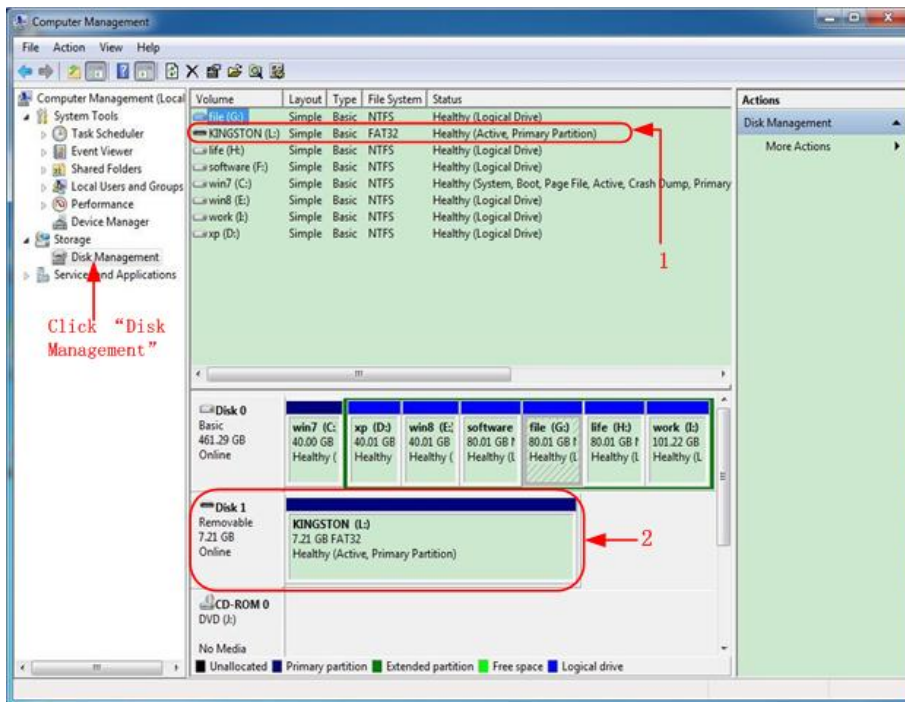 Computer Management
File Action View Help
Computer Management (Local
System Tools
Task Scheduler
Event Viewer
Shared Folders
Local Users and Groups
Performance
Device Manager
Storage
Disk Management
Services and Applications
Click “Disk
Management”
Volume Layout Type File System Status
file (G:) Simple Basic NTFS Healthy (Logical Drive)
KINGSTON (L:) Simple Basic FAT32 Healthy (Active, Primary Partition)
life (H:) Simple Basic NTFS Healthy (Logical Drive)
software (F:) Simple Basic NTFS Healthy (Logical Drive)
win7 (C:) Simple Basic NTFS Healthy (System, Boot, Page File, Active, Crash Dump, Primary
win8 (E:) Simple Basic NTFS Healthy (Logical Drive)
work (I:) Simple Basic NTFS Healthy (Logical Drive)
xp (D:) Simple Basic NTFS Healthy (Logical Drive)
1
Actions
Disk Management
More Actions
Disk 0
Basic
461.29 GB
Online
win7 (C:
40.00 GB
Healthy (
xp (D:)
40.01 GB
Healthy
win8 (E:
40.01 GB
Healthy (
software
80.01 GB
Healthy (L
file (G:)
80.01 GB
Healthy (L
life (H:)
80.01 GB
Healthy (L
work (I:)
101.22 GB
Healthy (L
Disk 1
Removable
7.21 GB
Online
KINGSTON (L:)
7.21 GB FAT32
Healthy (Active, Primary Partition)
2
CD-ROM 0
DVD (J:)
No Media
Unallocated Primary partition Extended partition Free space Logical drive